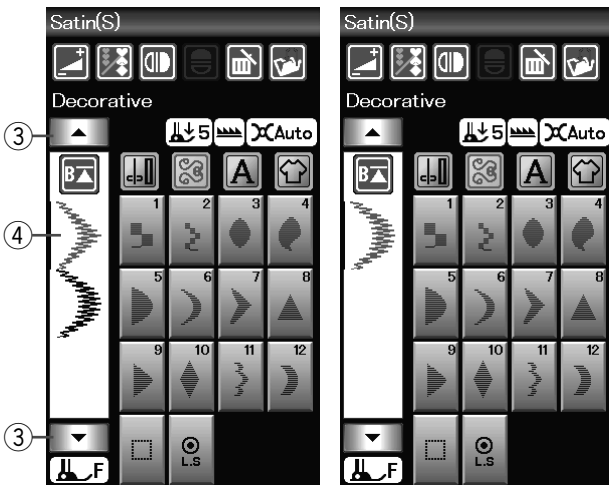 Satin(S)
Decorative
③
5
Auto
B
A
④
1 2 3 4
5 6 7 8
9 10 11 12
③
F
L.S
Satin(S)
Decorative
5
Auto
B
A
1 2 3 4
5 6 7 8
9 10 11 12
F
L.S